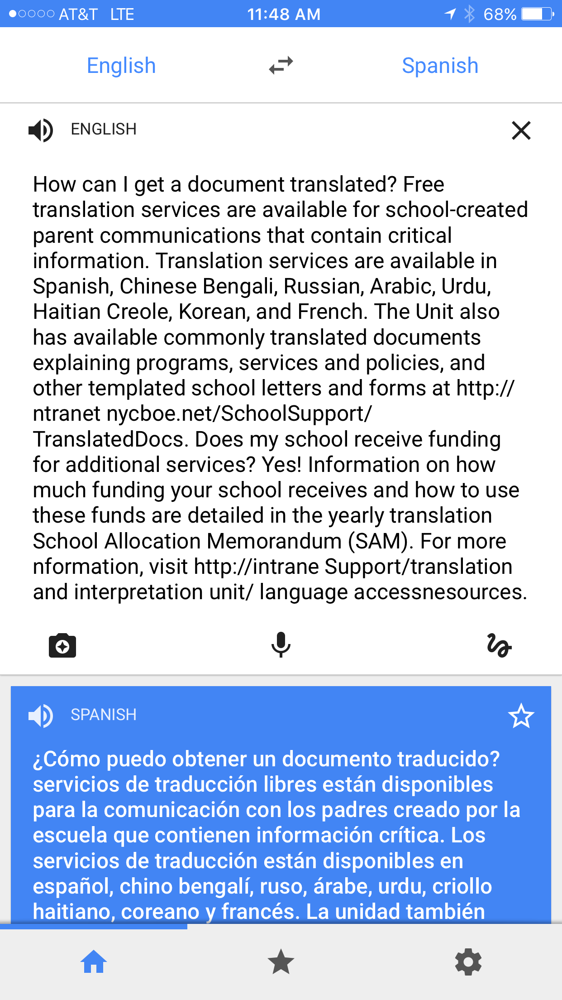 AT&T LTE 11:48 AM 68%
English Spanish
ENGLISH
How can I get a document translated? Free
translation services are available for school-created
parent communications that contain critical
information. Translation services are available in
Spanish, Chinese Bengali, Russian, Arabic, Urdu,
Haitian Creole, Korean, and French. The Unit also
has available commonly translated documents
explaining programs, services and policies, and
other templated school letters and forms at http://
ntranet nycboe.net/SchoolSupport/
TranslatedDocs. Does my school receive funding
for additional services? Yes! Information on how
much funding your school receives and how to use
these funds are detailed in the yearly translation
School Allocation Memorandum (SAM). For more
nformation, visit http://intrane Support/translation
and interpretation unit/ language accessnesources.
SPANISH
¿Cómo puedo obtener un documento traducido?
servicios de traducción libres están disponibles
para la comunicación con los padres creado por la
escuela que contienen información crítica. Los
servicios de traducción están disponibles en
español, chino bengalí, ruso, árabe, urdu, criollo
haitiano, coreano y francés. La unidad también